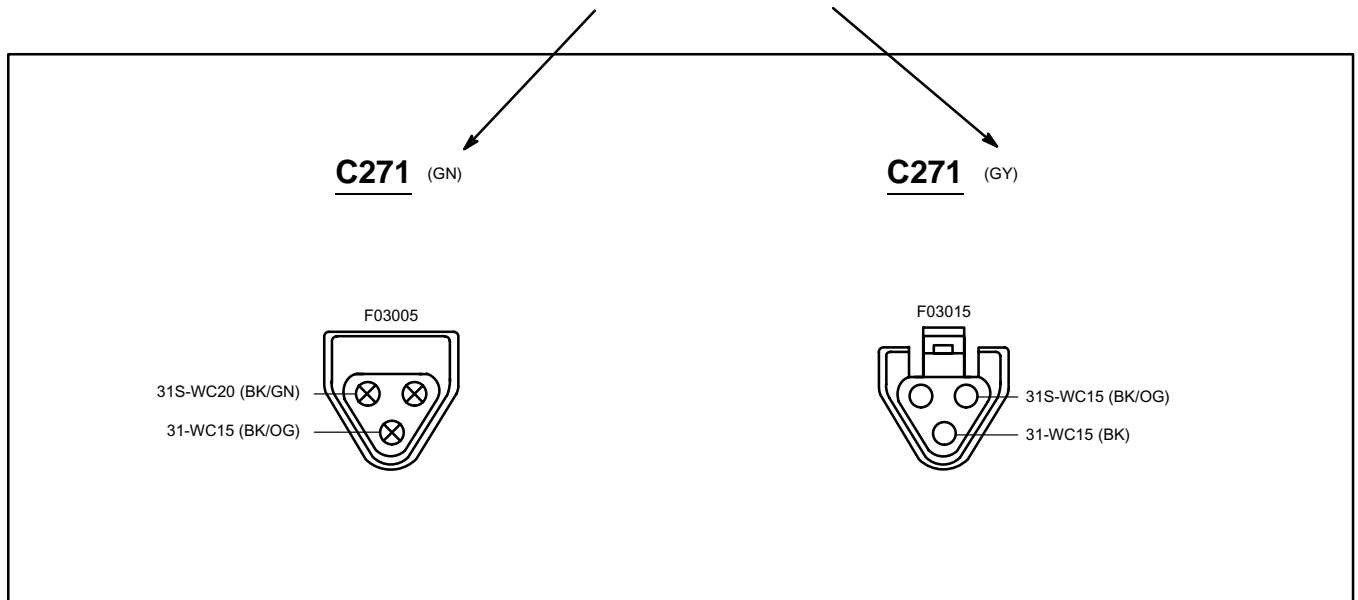 C271 (GN)
C271 (GY)
F03005
F03015
31S-WC20 (BK/GN)
31-WC15 (BK/OG)
31S-WC15 (BK/OG)
31-WC15 (BK)